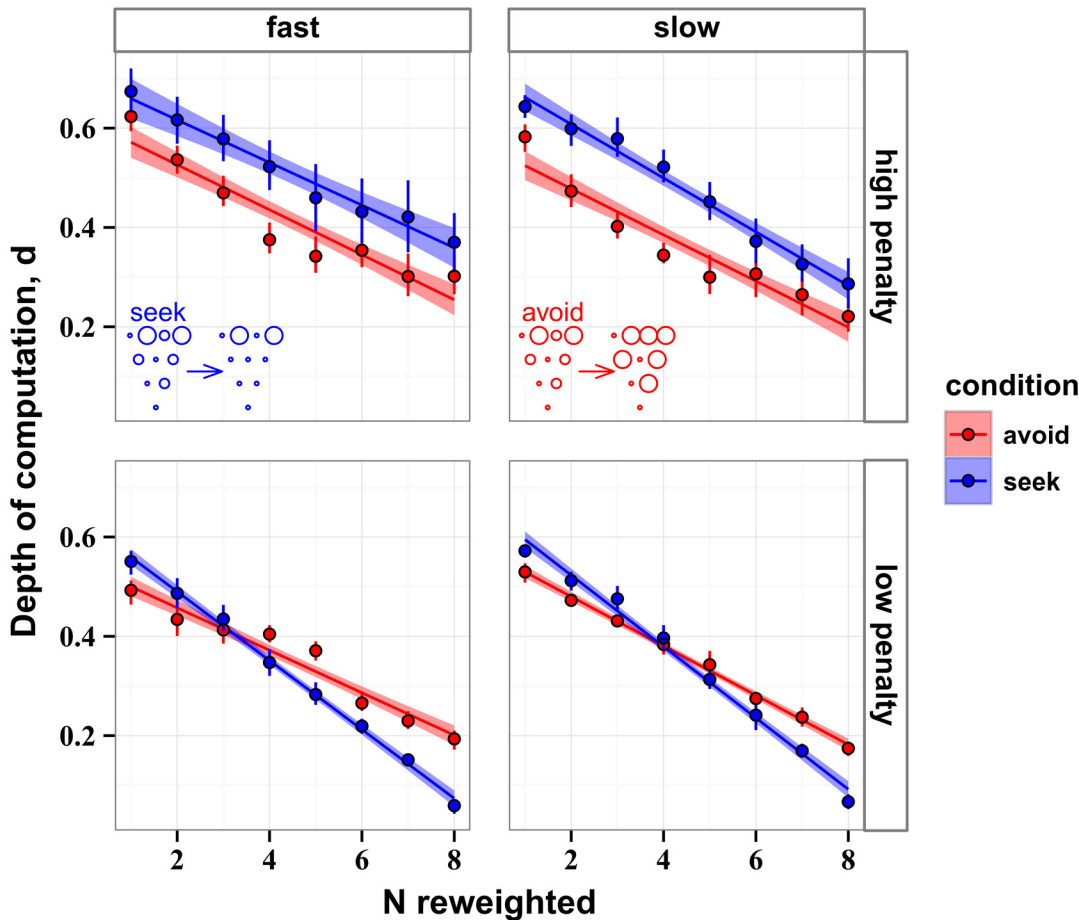 fast
slow
high penalty
low penalty
Depth of computation, d
0.6
0.4
0.2
seek
avoid
0.6
0.4
0.2
2 4 6 8
2 4 6 8
N reweighted
condition
avoid
seek